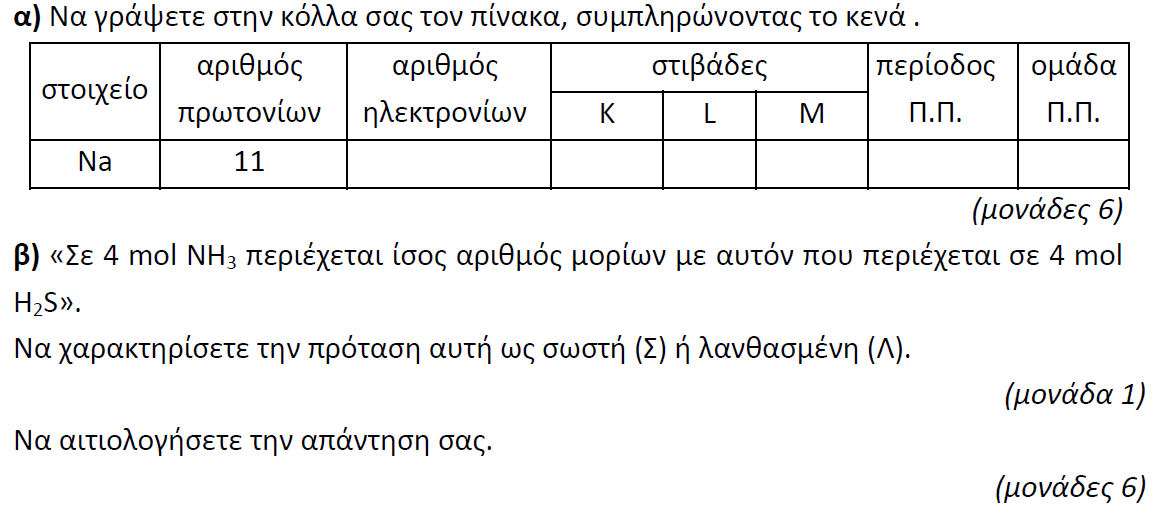 α) Να γράψετε στην κόλλα σας τον πίνακα, συμπληρώνοντας το κενά .
στοιχείο αριθμός πρωτονίων αριθμός ηλεκτρονίων στιβάδες περίοδος Π.Π. ομάδα Π.Π.
K L M
Na 11
(μονάδες 6)
β) «Σε 4 mol NH₃ περιέχεται ίσος αριθμός μορίων με αυτόν που περιέχεται σε 4 mol
H₂S».
Να χαρακτηρίσετε την πρόταση αυτή ως σωστή (Σ) ή λανθασμένη (Λ).
(μονάδα 1)
Να αιτιολογήσετε την απάντηση σας.
(μονάδες 6)